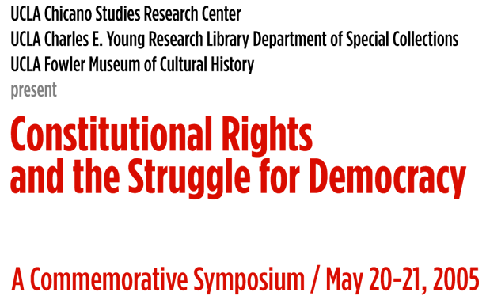 UCLA Chicano Studies Research Center
UCLA Charles E. Young Research Library Department of Special Collections
UCLA Fowler Museum of Cultural History
present
Constitutional Rights
and the Struggle for Democracy
A Commemorative Symposium / May 20-21, 2005